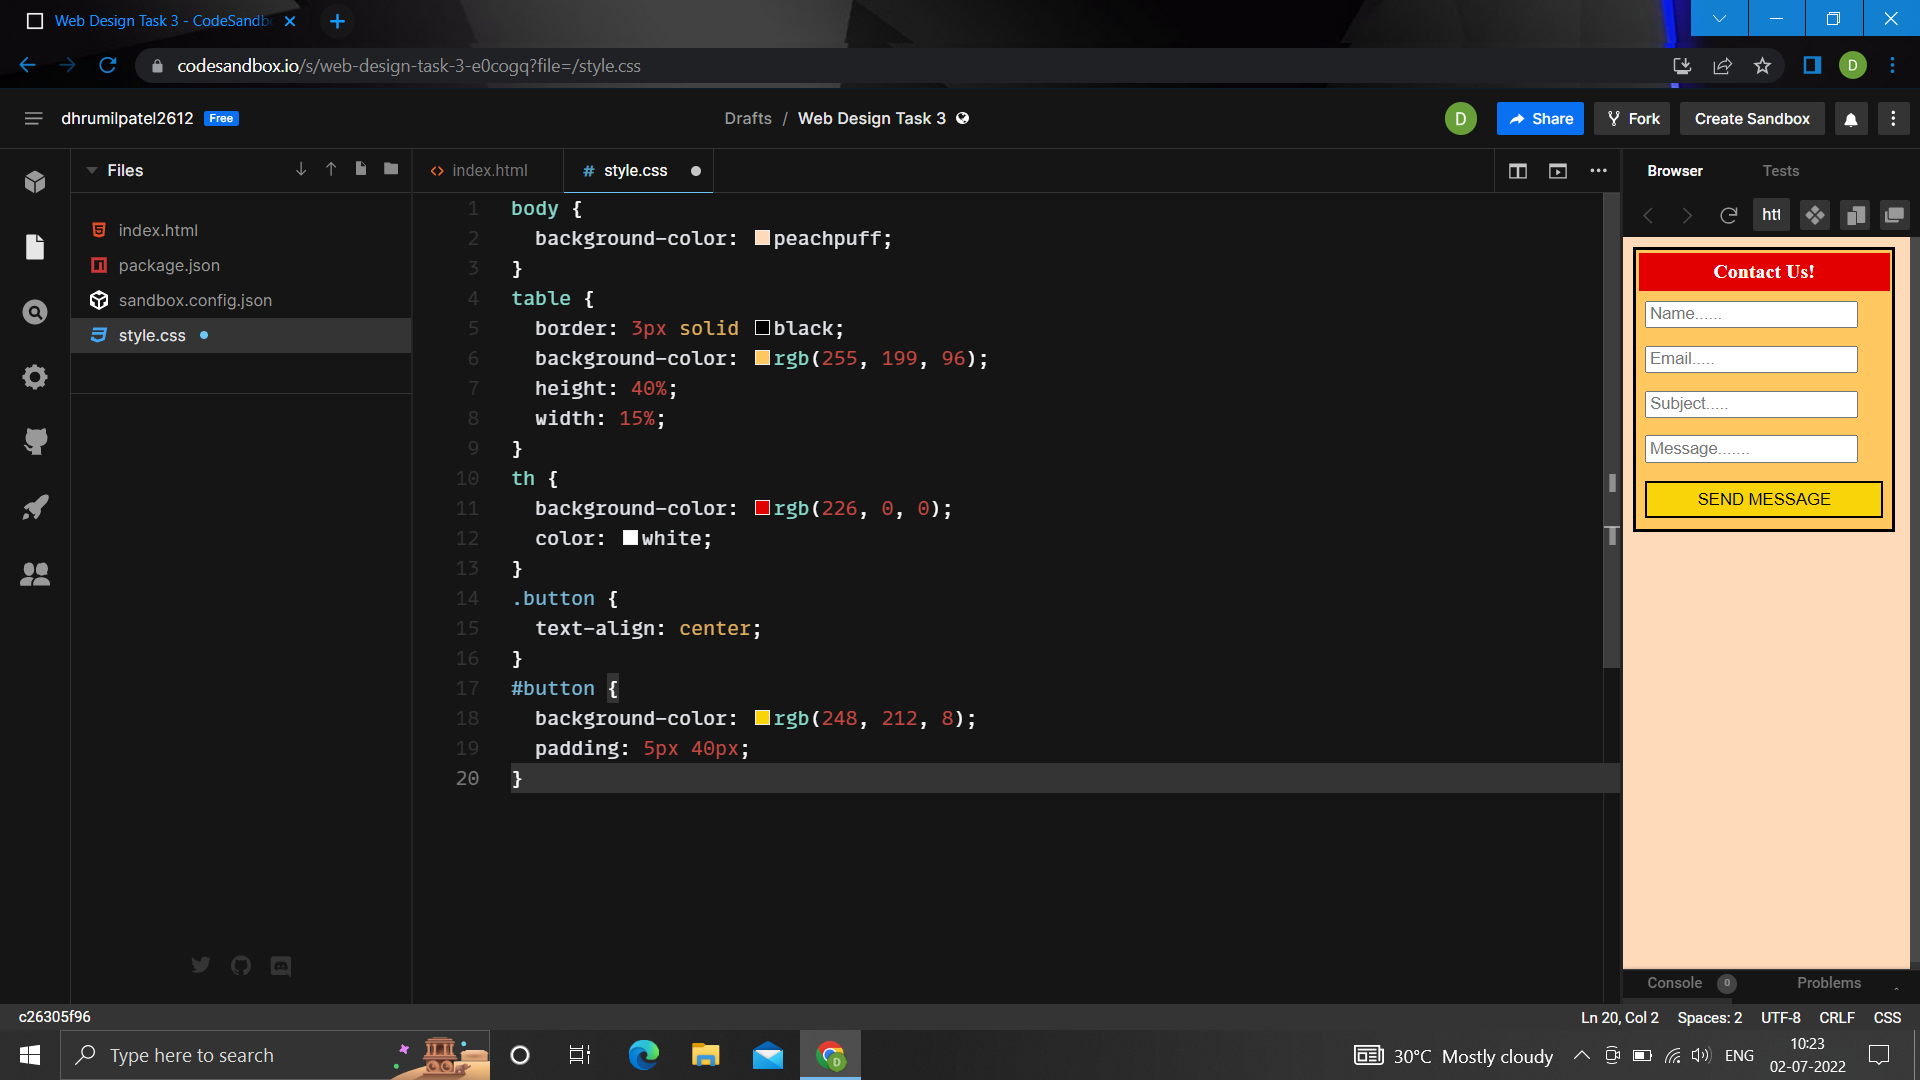 Web Design Task 3 - CodeSandb
codesandbox.io/s/web-design-task-3-e0cogq?file=/style.css
D
dhrumilpatel2612 Free
Drafts / Web Design Task 3
D
Share
Fork
Create Sandbox
Files
index.html
package.json
sandbox.config.json
style.css
<> index.html
# style.css
1 body {
2 background-color: peachpuff;
3 }
4 table {
5 border: 3px solid black;
6 background-color: rgb(255, 199, 96);
7 height: 40%;
8 width: 15%;
9 }
10 th {
11 background-color: rgb(226, 0, 0);
12 color: white;
13 }
14 .button {
15 text-align: center;
16 }
17 #button {
18 background-color: rgb(248, 212, 8);
19 padding: 5px 40px;
20 }
Browser Tests
htt
Contact Us!
Name......
Email.....
Subject.....
Message.......
SEND MESSAGE
Console 0 Problems
c26305f96
Ln 20, Col 2 Spaces: 2 UTF-8 CRLF CSS
Type here to search
D
30°C Mostly cloudy
ENG
10:23
02-07-2022